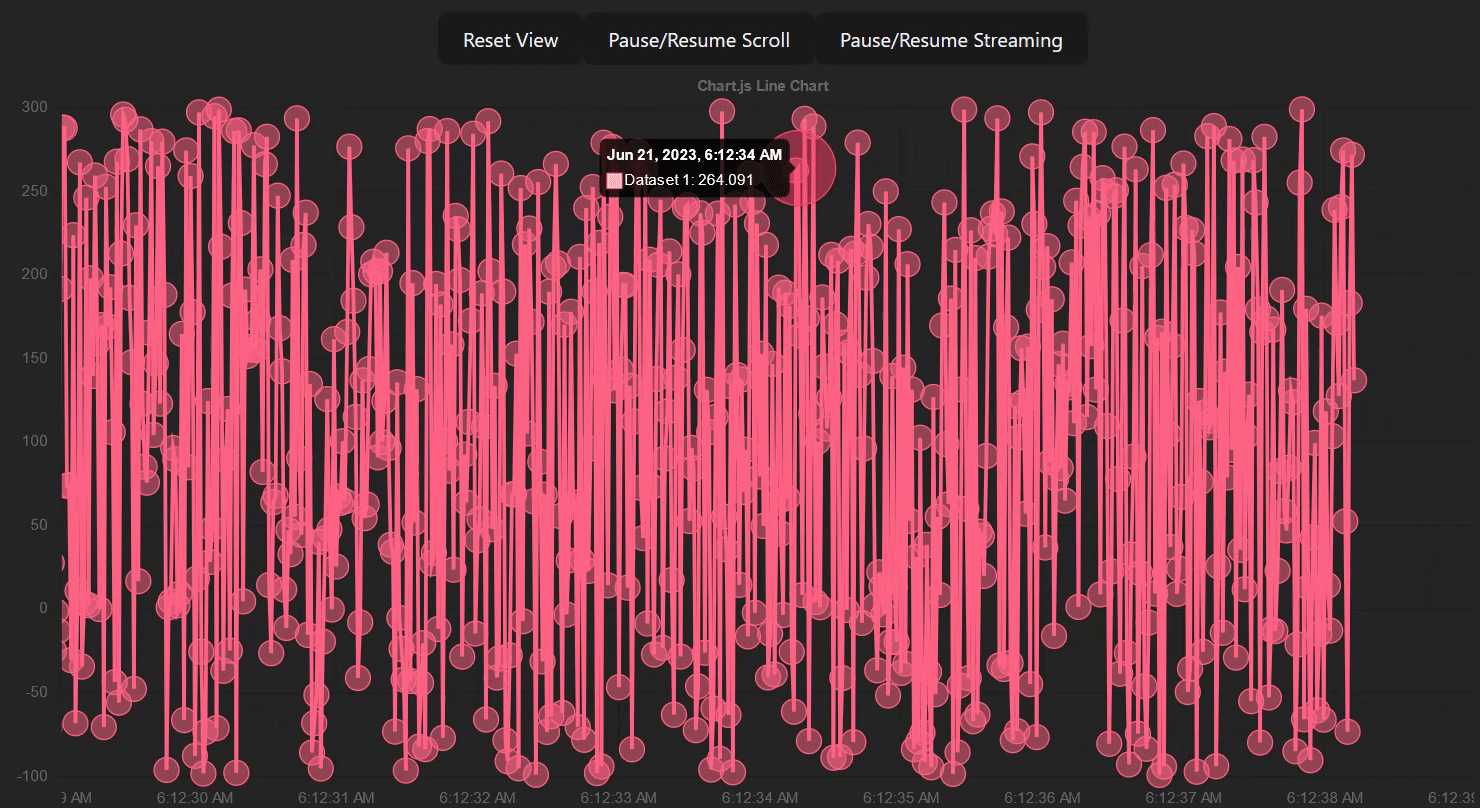 Reset View
Pause/Resume Scroll
Pause/Resume Streaming
Chart.js Line Chart
300
250
200
150
100
50
0
-50
-100
Jun 21, 2023, 6:12:34 AM
Dataset 1: 264.091
9 AM
6:12:30 AM
6:12:31 AM
6:12:32 AM
6:12:33 AM
6:12:34 AM
6:12:35 AM
6:12:36 AM
6:12:37 AM
6:12:38 AM
6:12:3